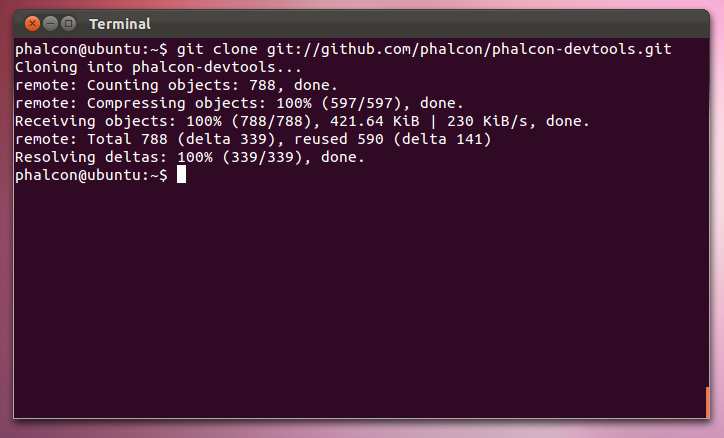 Terminal
phalcon@ubuntu:~$ git clone git://github.com/phalcon/phalcon-devtools.git
Cloning into phalcon-devtools...
remote: Counting objects: 788, done.
remote: Compressing objects: 100% (597/597), done.
Receiving objects: 100% (788/788), 421.64 KiB | 230 KiB/s, done.
remote: Total 788 (delta 339), reused 590 (delta 141)
Resolving deltas: 100% (339/339), done.
phalcon@ubuntu:~$